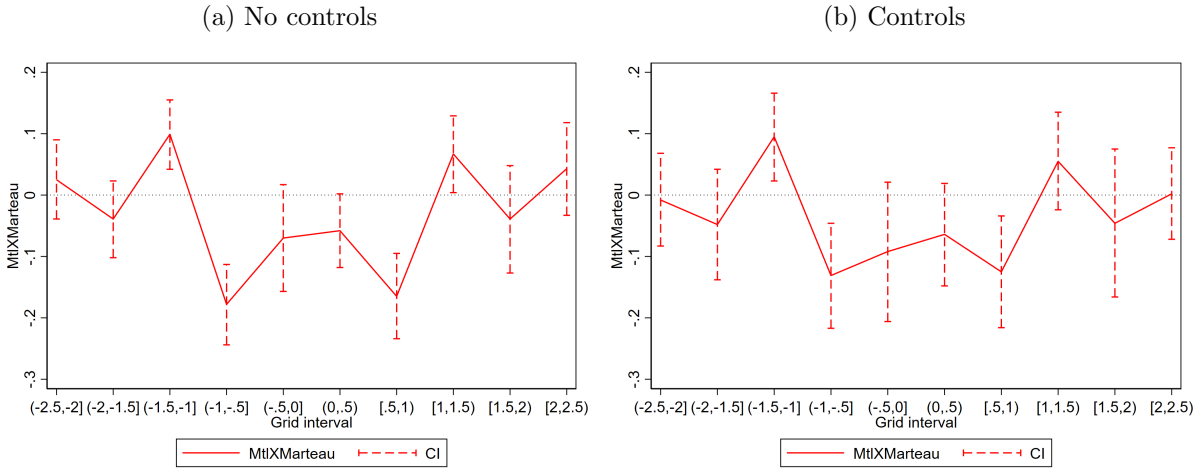 (a) No controls
(b) Controls
MtlXMarteau
.2
.1
0
-.1
-.2
-.3
(-2.5,-2] (-2,-1.5] (-1.5,-1] (-1,-.5] (-.5,0] (0,.5) [.5,1) [1,1.5) [1.5,2) [2,2.5)
Grid interval
MtlXMarteau CI
MtlXMarteau
.2
.1
0
-.1
-.2
-.3
(-2.5,-2] (-2,-1.5] (-1.5,-1] (-1,-.5] (-.5,0] (0,.5) [.5,1) [1,1.5) [1.5,2) [2,2.5)
Grid interval
MtlXMarteau CI